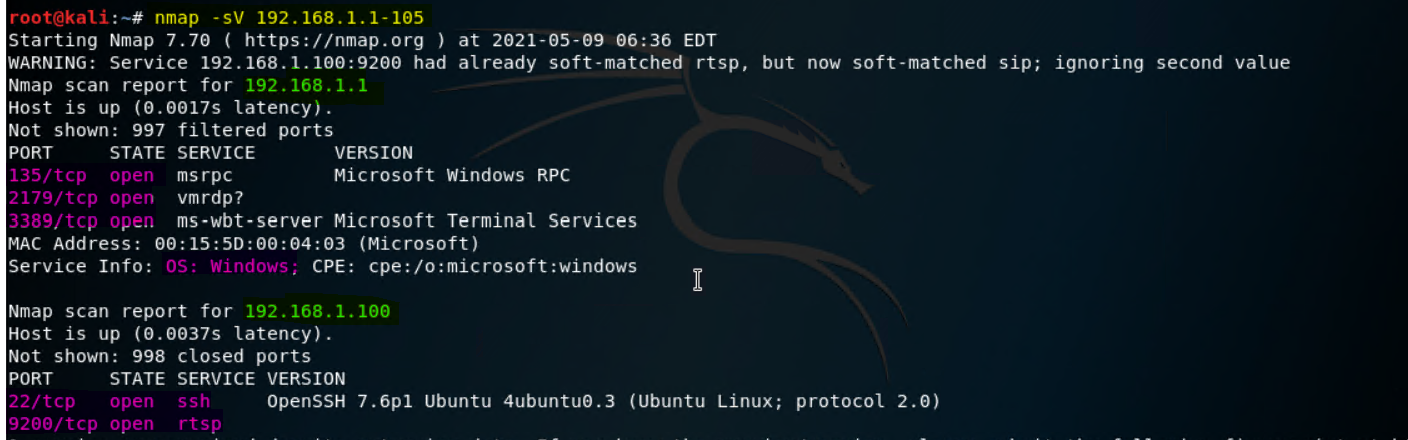 root@kali:~# nmap -sV 192.168.1.1-105
Starting Nmap 7.70 ( https://nmap.org ) at 2021-05-09 06:36 EDT
WARNING: Service 192.168.1.100:9200 had already soft-matched rtsp, but now soft-matched sip; ignoring second value
Nmap scan report for 192.168.1.1
Host is up (0.0017s latency).
Not shown: 997 filtered ports
PORT     STATE SERVICE       VERSION
135/tcp  open  msrpc         Microsoft Windows RPC
2179/tcp open  vmrdp?
3389/tcp open  ms-wbt-server Microsoft Terminal Services
MAC Address: 00:15:5D:00:04:03 (Microsoft)
Service Info: OS: Windows; CPE: cpe:/o:microsoft:windows
Nmap scan report for 192.168.1.100
Host is up (0.0037s latency).
Not shown: 998 closed ports
PORT     STATE SERVICE VERSION
22/tcp   open  ssh     OpenSSH 7.6p1 Ubuntu 4ubuntu0.3 (Ubuntu Linux; protocol 2.0)
9200/tcp open  rtsp